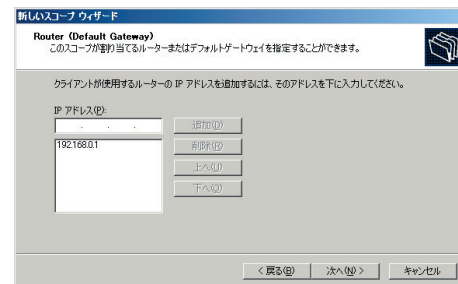 新しいスコープ ウィザード
Router (Default Gateway)
このスコープが割り当てるルーターまたはデフォルトゲートウェイを指定することができます。
クライアントが使用するルーターの IP アドレスを追加するには、そのアドレスを下に入力してください。
IP アドレス(P):
追加(D)
192.168.0.1
削除(R)
上へ(U)
下へ(O)
< 戻る(B)
次へ(N) >
キャンセル